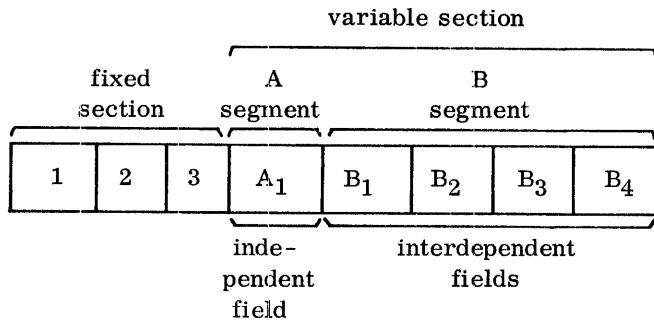 variable section
fixed
section
A
segment
B
segment
1 2 3 A1 B1 B2 B3 B4
inde-
pendent
field
interdependent
fields